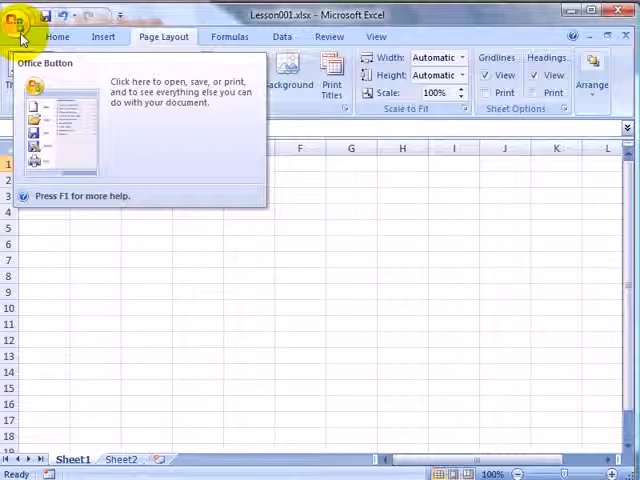 Lesson001.xlsx - Microsoft Excel
Home Insert Page Layout Formulas Data Review View
Office Button
Click here to open, save, or print,
and to see everything else you can
do with your document.
Press F1 for more help.
Width: Automatic
Height: Automatic
Scale: 100%
Scale to Fit
Background
Print
Titles
Gridlines Headings
View View
Print Print
Sheet Options
Arrange
F G H I J K L
1
2
3
4
5
6
7
8
9
10
11
12
13
14
15
16
17
18
19
Sheet1 Sheet2
Ready 100%